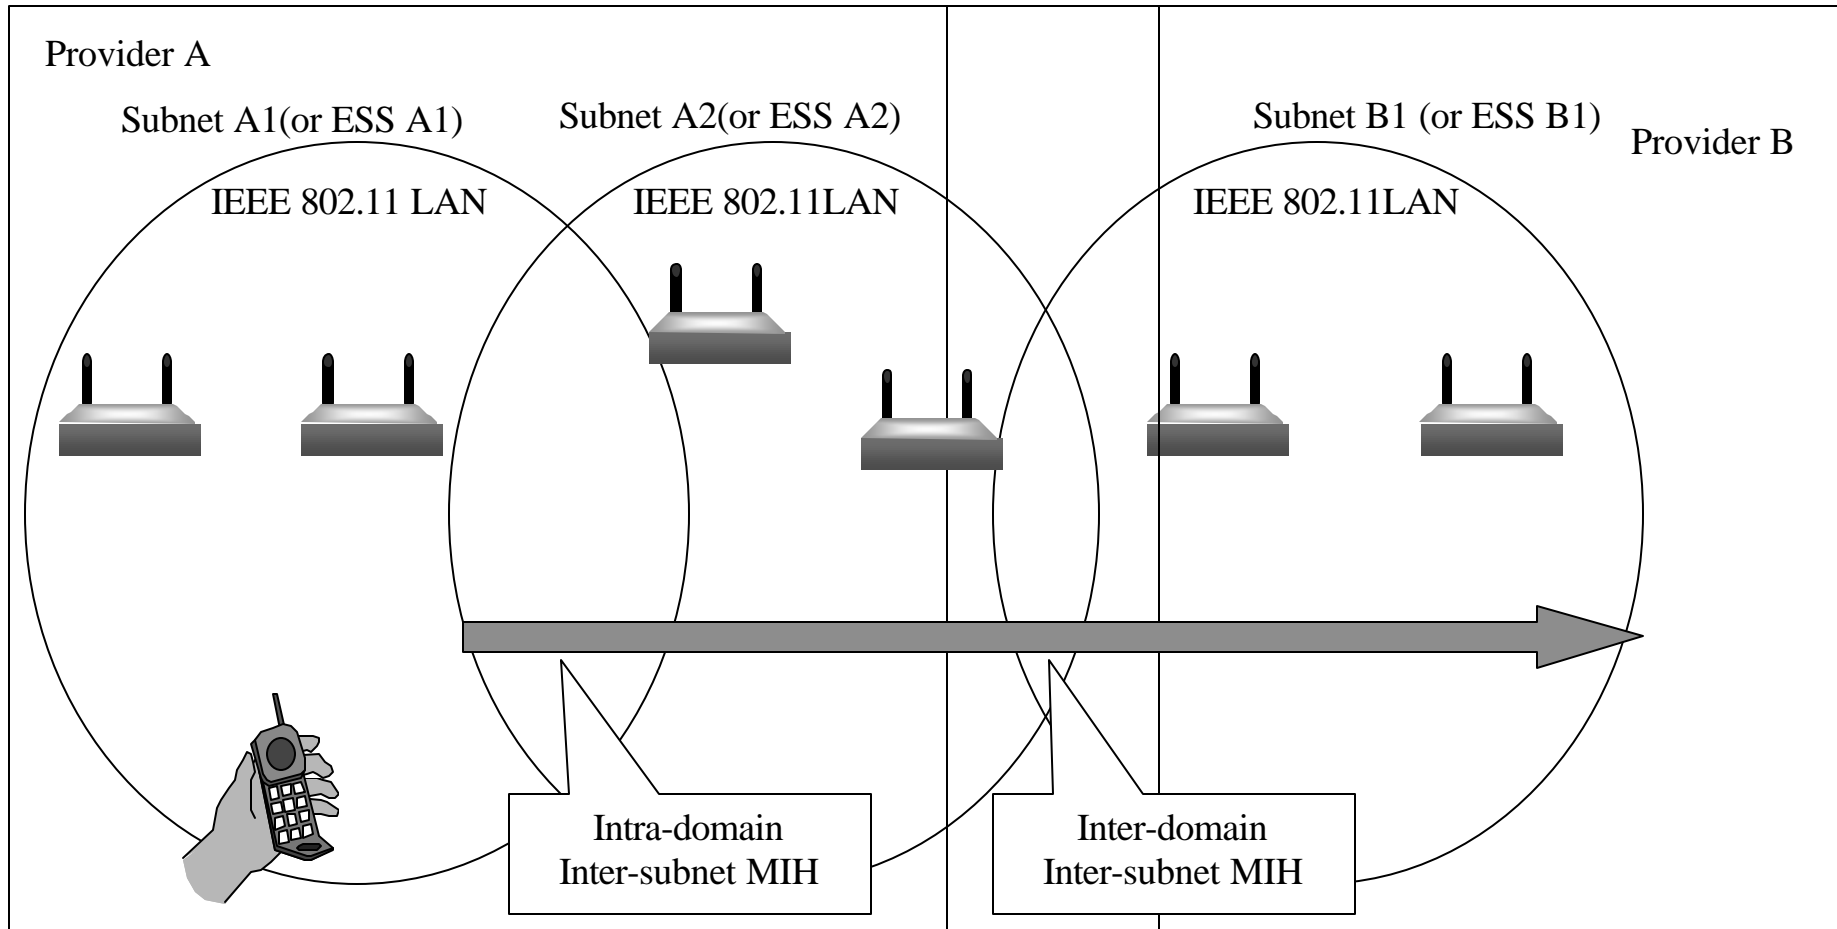 Provider A
Subnet A1(or ESS A1)
Subnet A2(or ESS A2)
Subnet B1 (or ESS B1)
Provider B
IEEE 802.11 LAN
IEEE 802.11LAN
IEEE 802.11LAN
Intra-domain
Inter-subnet MIH
Inter-domain
Inter-subnet MIH